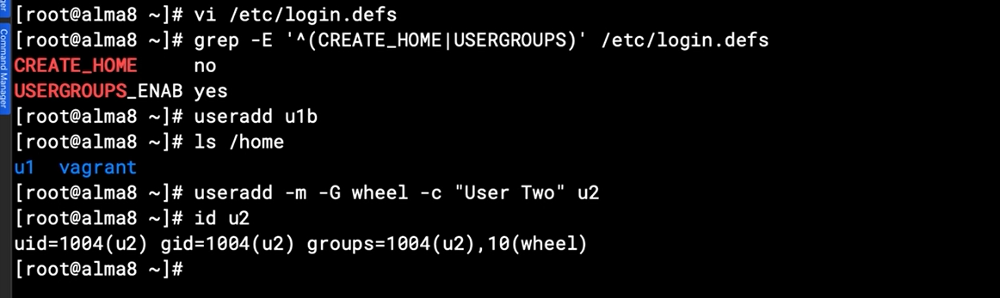 [root@alma8 ~]# vi /etc/login.defs
[root@alma8 ~]# grep -E '^(CREATE_HOME|USERGROUPS)' /etc/login.defs
CREATE_HOME     no
USERGROUPS_ENAB yes
[root@alma8 ~]# useradd u1b
[root@alma8 ~]# ls /home
u1  vagrant
[root@alma8 ~]# useradd -m -G wheel -c "User Two" u2
[root@alma8 ~]# id u2
uid=1004(u2) gid=1004(u2) groups=1004(u2),10(wheel)
[root@alma8 ~]#
Command Manager